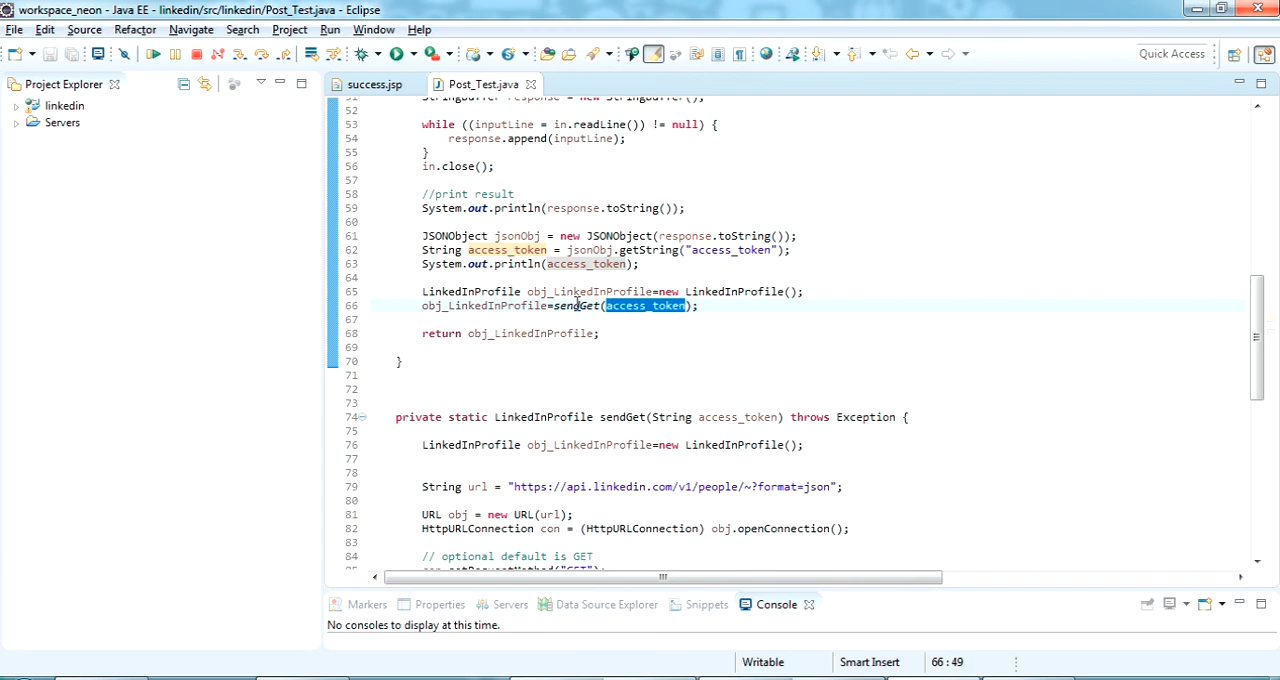 workspace_neon - Java EE - linkedin/src/linkedin/Post_Test.java - Eclipse
File Edit Source Refactor Navigate Search Project Run Window Help
Quick Access
Project Explorer
success.jsp
Post_Test.java
linkedin
Servers
52
53 while ((inputLine = in.readLine()) != null) {
54 response.append(inputLine);
55 }
56 in.close();
57
58 //print result
59 System.out.println(response.toString());
60
61 JSONObject jsonObj = new JSONObject(response.toString());
62 String access_token = jsonObj.getString("access_token");
63 System.out.println(access_token);
64
65 LinkedInProfile obj_LinkedInProfile=new LinkedInProfile();
66 obj_LinkedInProfile=sendGet(access_token);
67
68 return obj_LinkedInProfile;
69
70 }
71
72
73
74 private static LinkedInProfile sendGet(String access_token) throws Exception {
75
76 LinkedInProfile obj_LinkedInProfile=new LinkedInProfile();
77
78
79 String url = "https://api.linkedin.com/v1/people/~?format=json";
80
81 URL obj = new URL(url);
82 HttpURLConnection con = (HttpURLConnection) obj.openConnection();
83
84 // optional default is GET
Markers Properties Servers Data Source Explorer Snippets Console
No consoles to display at this time.
Writable Smart Insert 66 : 49